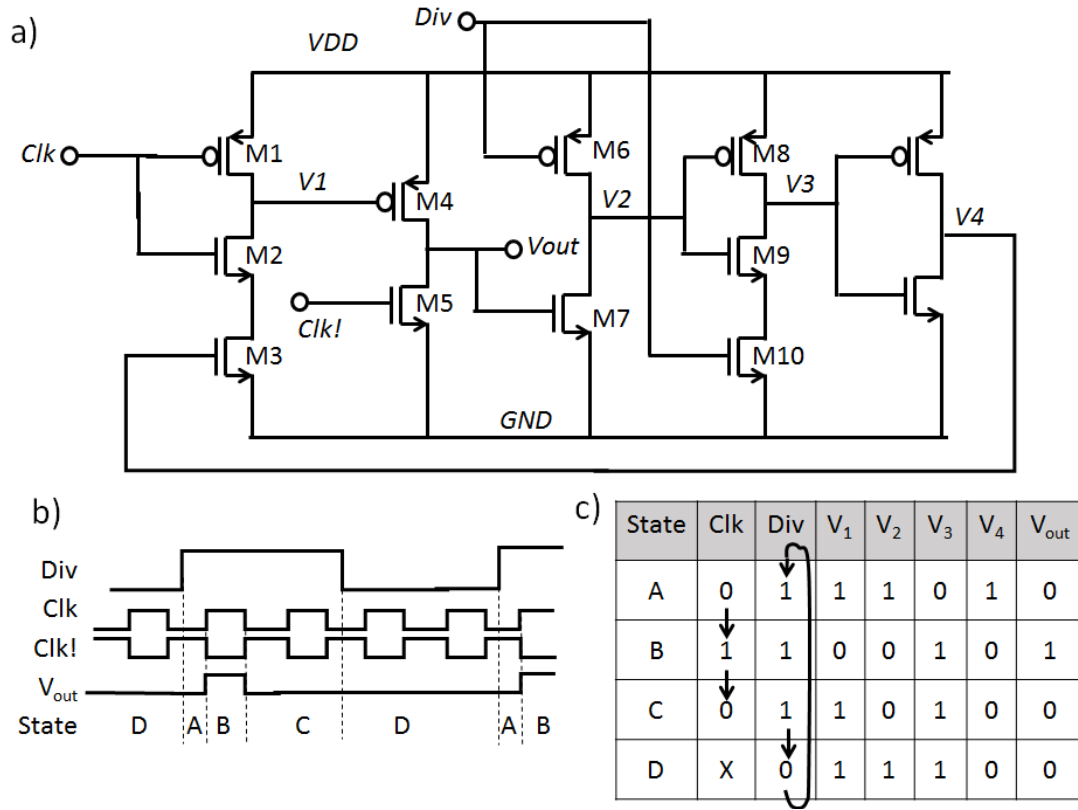 a)
Div
VDD
Clk
M1
M6
M8
V1
M4
V2
V3
V4
M2
Vout
M9
Clk!
M5
M7
M3
M10
GND
b)
Div
Clk
Clk!
Vout
State D A B C D A B
c)
State Clk Div V1 V2 V3 V4 Vout
A 0 1 1 1 0 1 0
B 1 1 0 0 1 0 1
C 0 1 1 0 1 0 0
D X 0 1 1 1 0 0